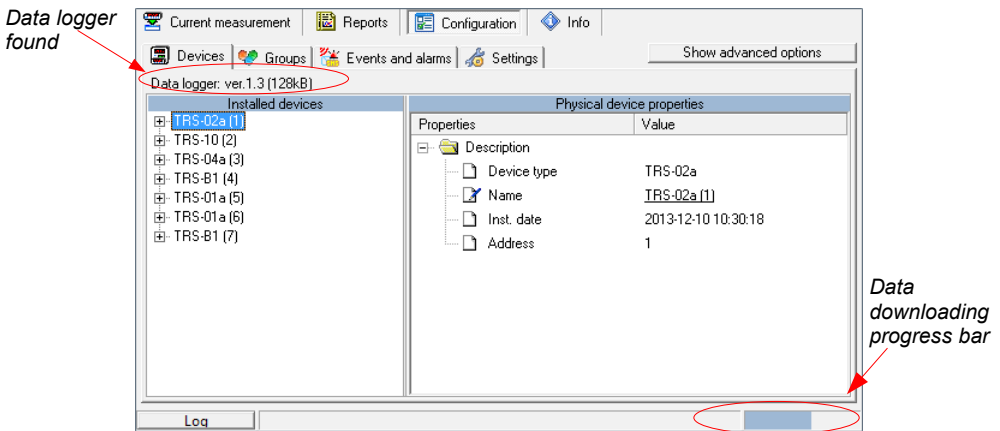 Data logger
found
Current measurement Reports Configuration Info
Devices Groups Events and alarms Settings Show advanced options
Data logger: ver.1.3 (128kB)
Installed devices Physical device properties
TRS-02a (1) Properties Value
TRS-10 (2) Description
TRS-04a (3) Device type TRS-02a
TRS-B1 (4)
TRS-01a (5) Name TRS-02a (1)
TRS-01a (6) Inst. date 2013-12-10 10:30:18
TRS-B1 (7) Address 1
Data
downloading
progress bar
Log